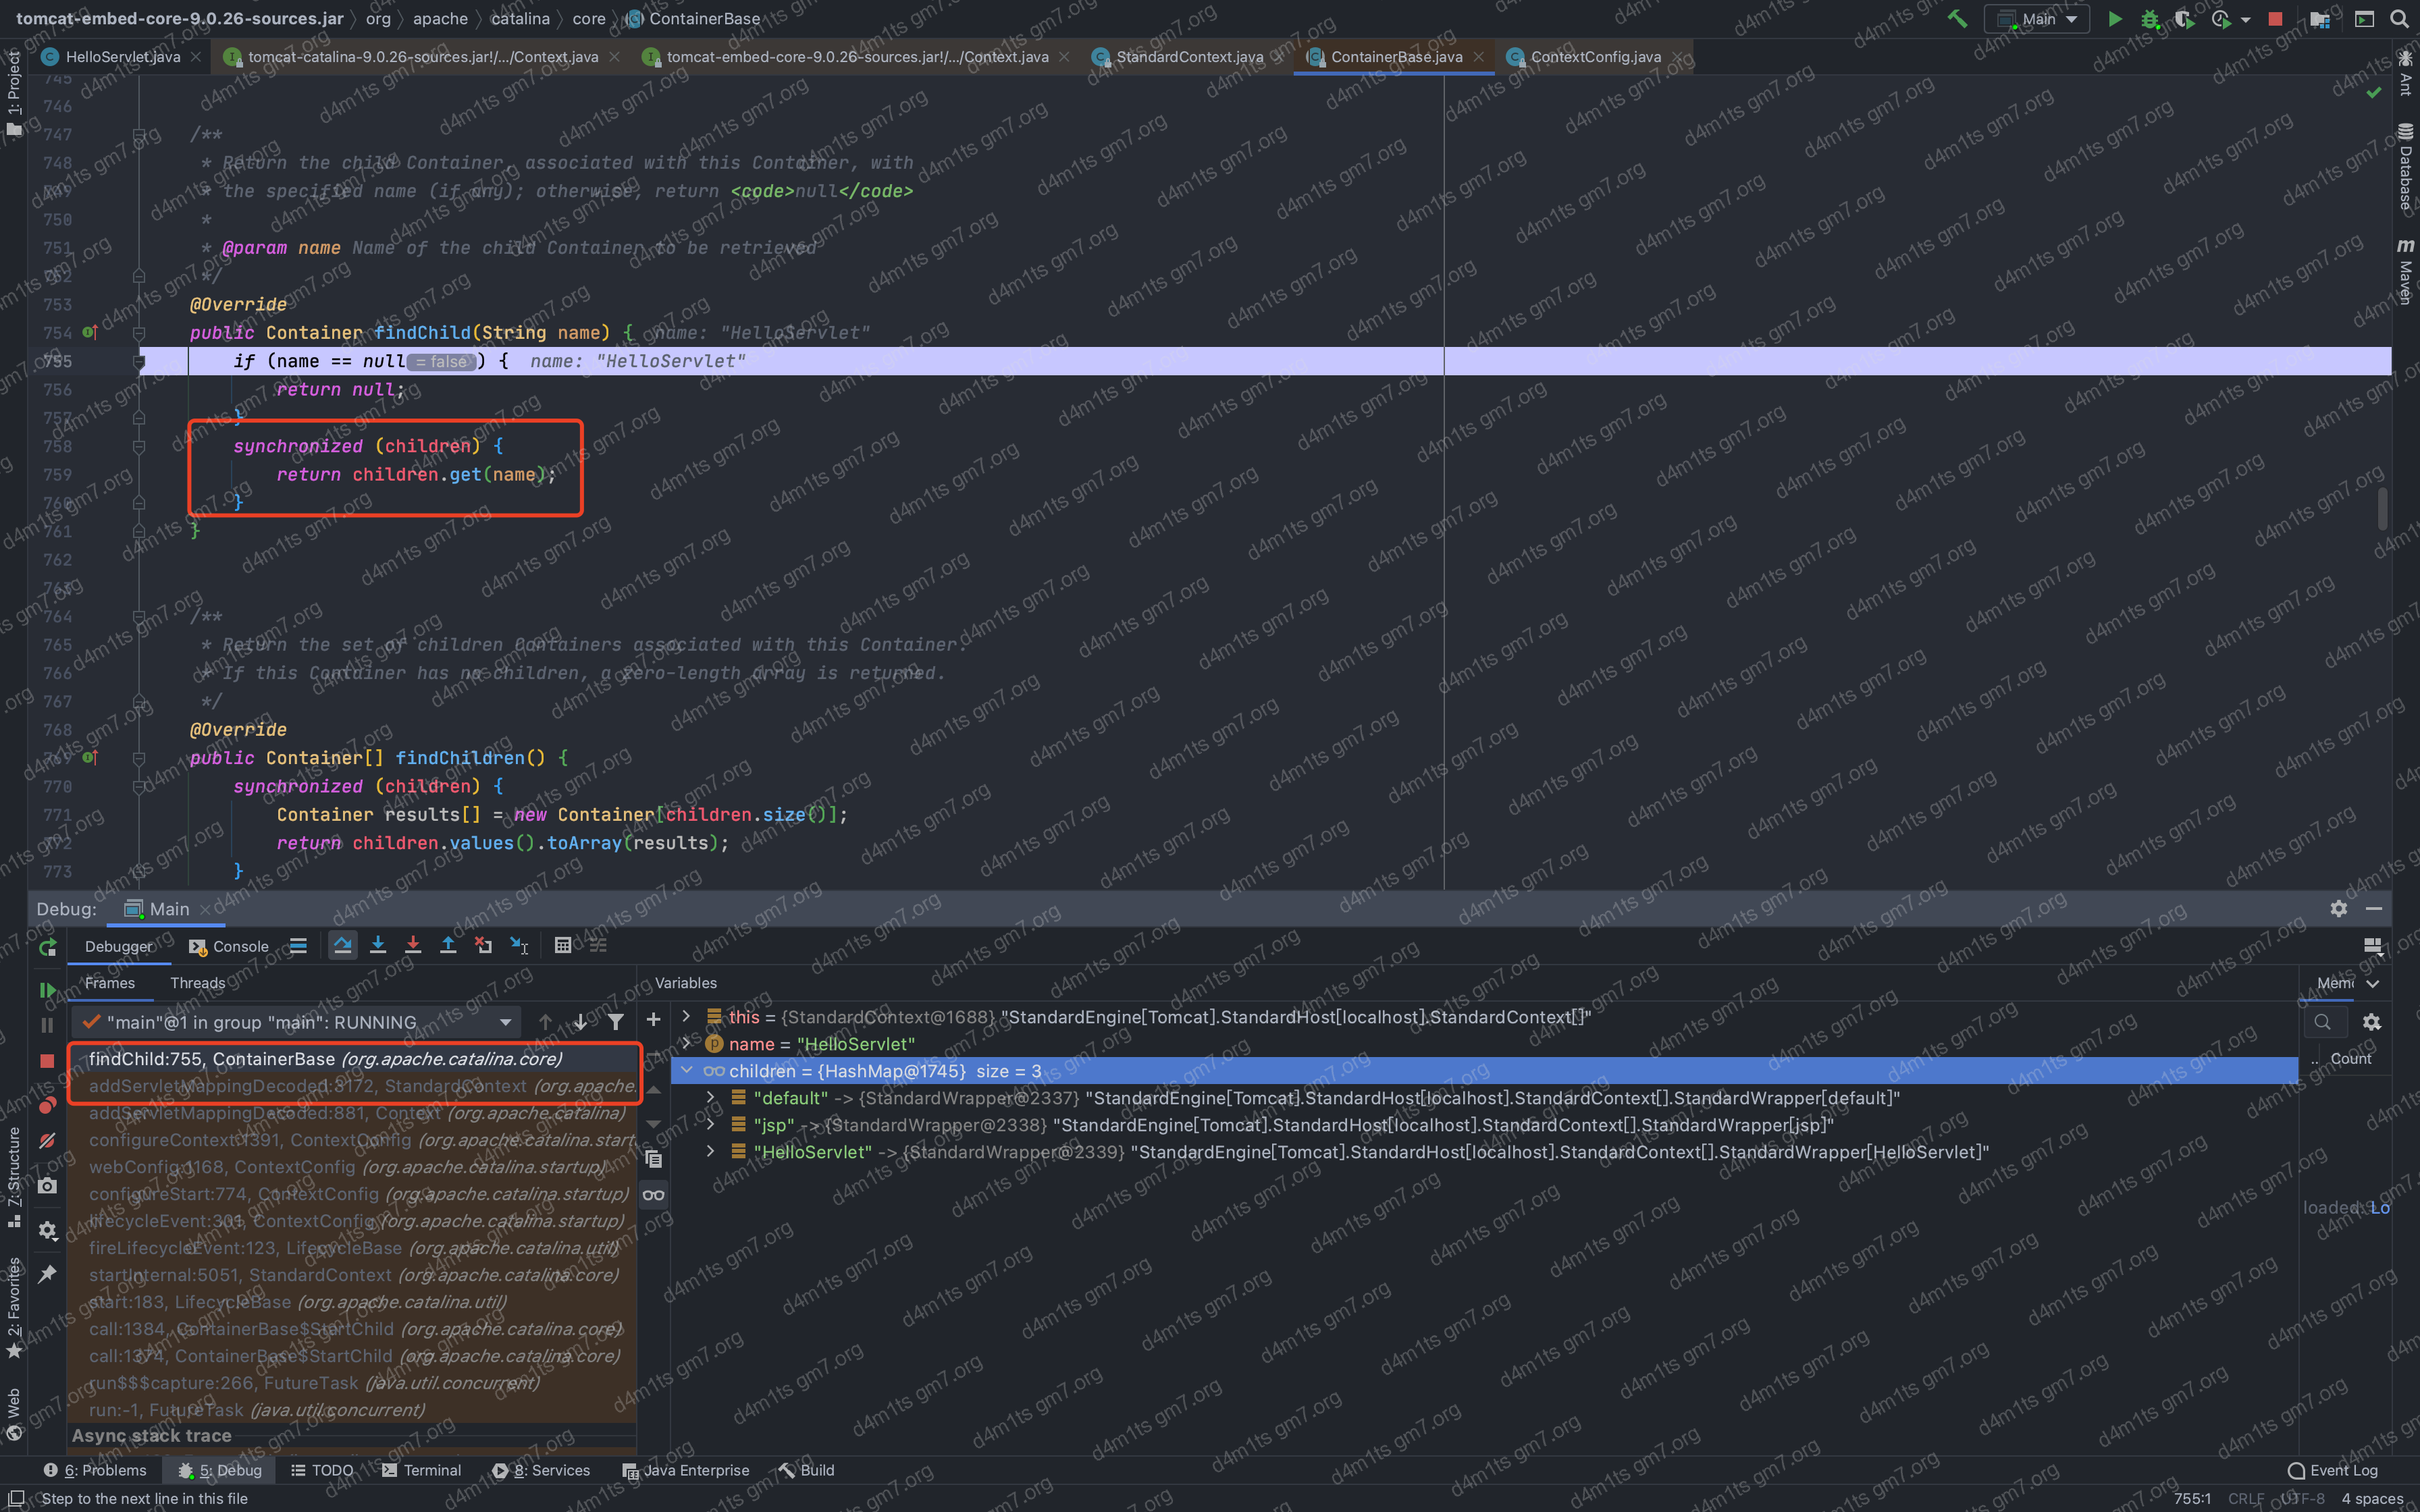 tomcat-embed-core-9.0.26-sources.jar › org › apache › catalina › core › ContainerBase
Main
HelloServlet.java
tomcat-catalina-9.0.26-sources.jar!/.../Context.java
tomcat-embed-core-9.0.26-sources.jar!/.../Context.java
StandardContext.java
ContainerBase.java
ContextConfig.java
1: Project
Ant
Database
Maven
745
746
747 /**
748 * Return the child Container, associated with this Container, with
* the specified name (if any); otherwise, return <code>null</code>
750 *
751 * @param name Name of the child Container to be retrieved
*/
753 @Override
754 public Container findChild(String name) { name: "HelloServlet"
755 if (name == null = false ) { name: "HelloServlet"
756 return null;
757 }
758 synchronized (children) {
759 return children.get(name);
760 }
761 }
762
764 /**
765 * Return the set of children Containers associated with this Container.
766 * If this Container has no children, a zero-length array is returned.
767 */
768 @Override
public Container[] findChildren() {
770 synchronized (children) {
771 Container results[] = new Container[children.size()];
return children.values().toArray(results);
773 }
Debug: Main
Debugger Console
Frames Threads
Variables
"main"@1 in group "main": RUNNING
findChild:755, ContainerBase (org.apache.catalina.core)
addServletMappingDecoded:3172, StandardContext (org.apache.
addServletMappingDecoded:881, Context (org.apache.catalina)
configureContext:1391, ContextConfig (org.apache.catalina.start
webConfig:1168, ContextConfig (org.apache.catalina.startup)
configureStart:774, ContextConfig (org.apache.catalina.startup)
lifecycleEvent:301, ContextConfig (org.apache.catalina.startup)
fireLifecycleEvent:123, LifecycleBase (org.apache.catalina.util)
startInternal:5051, StandardContext (org.apache.catalina.core)
start:183, LifecycleBase (org.apache.catalina.util)
call:1384, ContainerBase$StartChild (org.apache.catalina.core)
call:1374, ContainerBase$StartChild (org.apache.catalina.core)
run$$$capture:266, FutureTask (java.util.concurrent)
run:-1, FutureTask (java.util.concurrent)
Async stack trace
this = {StandardContext@1688} "StandardEngine[Tomcat].StandardHost[localhost].StandardContext[]"
name = "HelloServlet"
children = {HashMap@1745} size = 3
"default" -> {StandardWrapper@2337} "StandardEngine[Tomcat].StandardHost[localhost].StandardContext[].StandardWrapper[default]"
"jsp" -> {StandardWrapper@2338} "StandardEngine[Tomcat].StandardHost[localhost].StandardContext[].StandardWrapper[jsp]"
"HelloServlet" -> {StandardWrapper@2339} "StandardEngine[Tomcat].StandardHost[localhost].StandardContext[].StandardWrapper[HelloServlet]"
Count
7: Structure
2: Favorites
Web
6: Problems 5: Debug TODO Terminal 8: Services Java Enterprise Build
Event Log
Step to the next line in this file
755:1 CRLF UTF-8 4 spaces
d4m1ts gm7.org